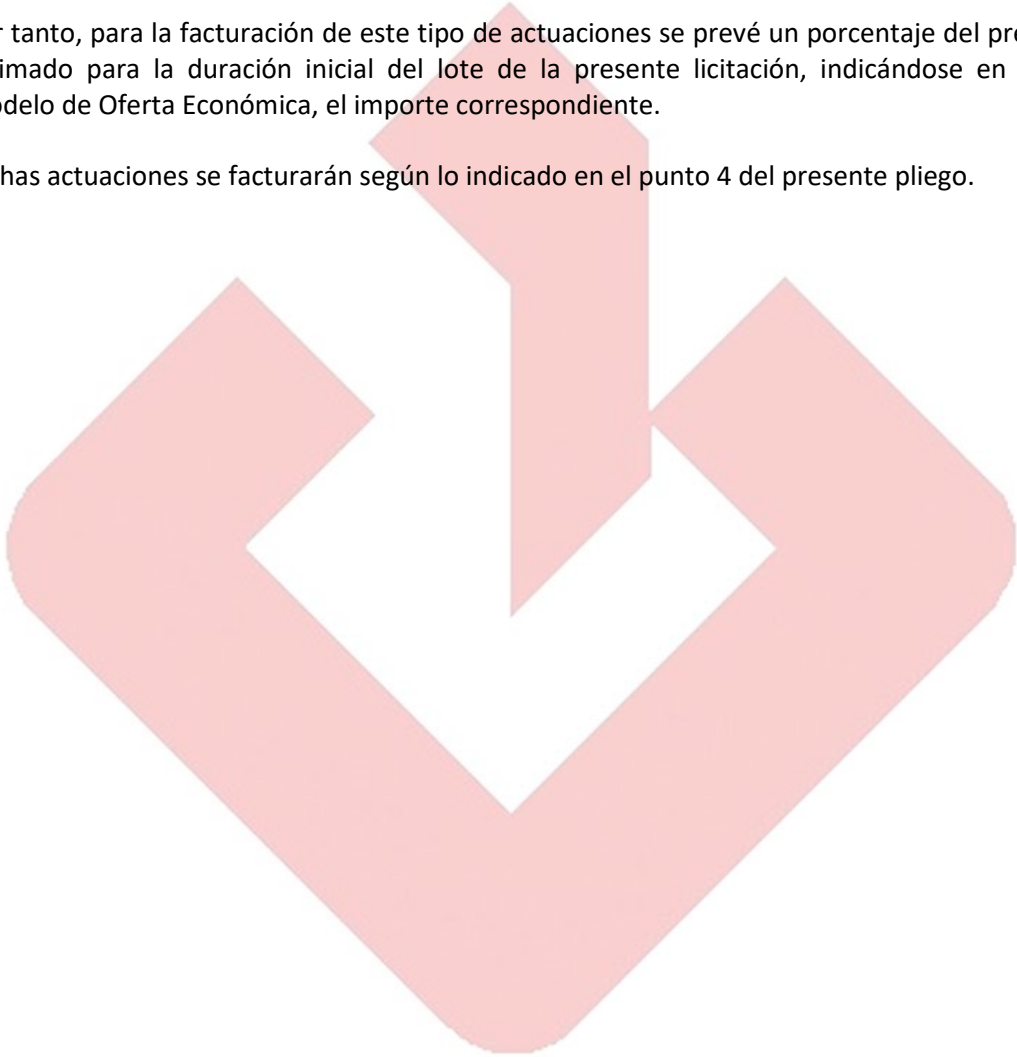 r tanto, para la facturación de este tipo de actuaciones se prevé un porcentaje del pre
imado para la duración inicial del lote de la presente licitación, indicándose en
odelo de Oferta Económica, el importe correspondiente.
has actuaciones se facturarán según lo indicado en el punto 4 del presente pliego.